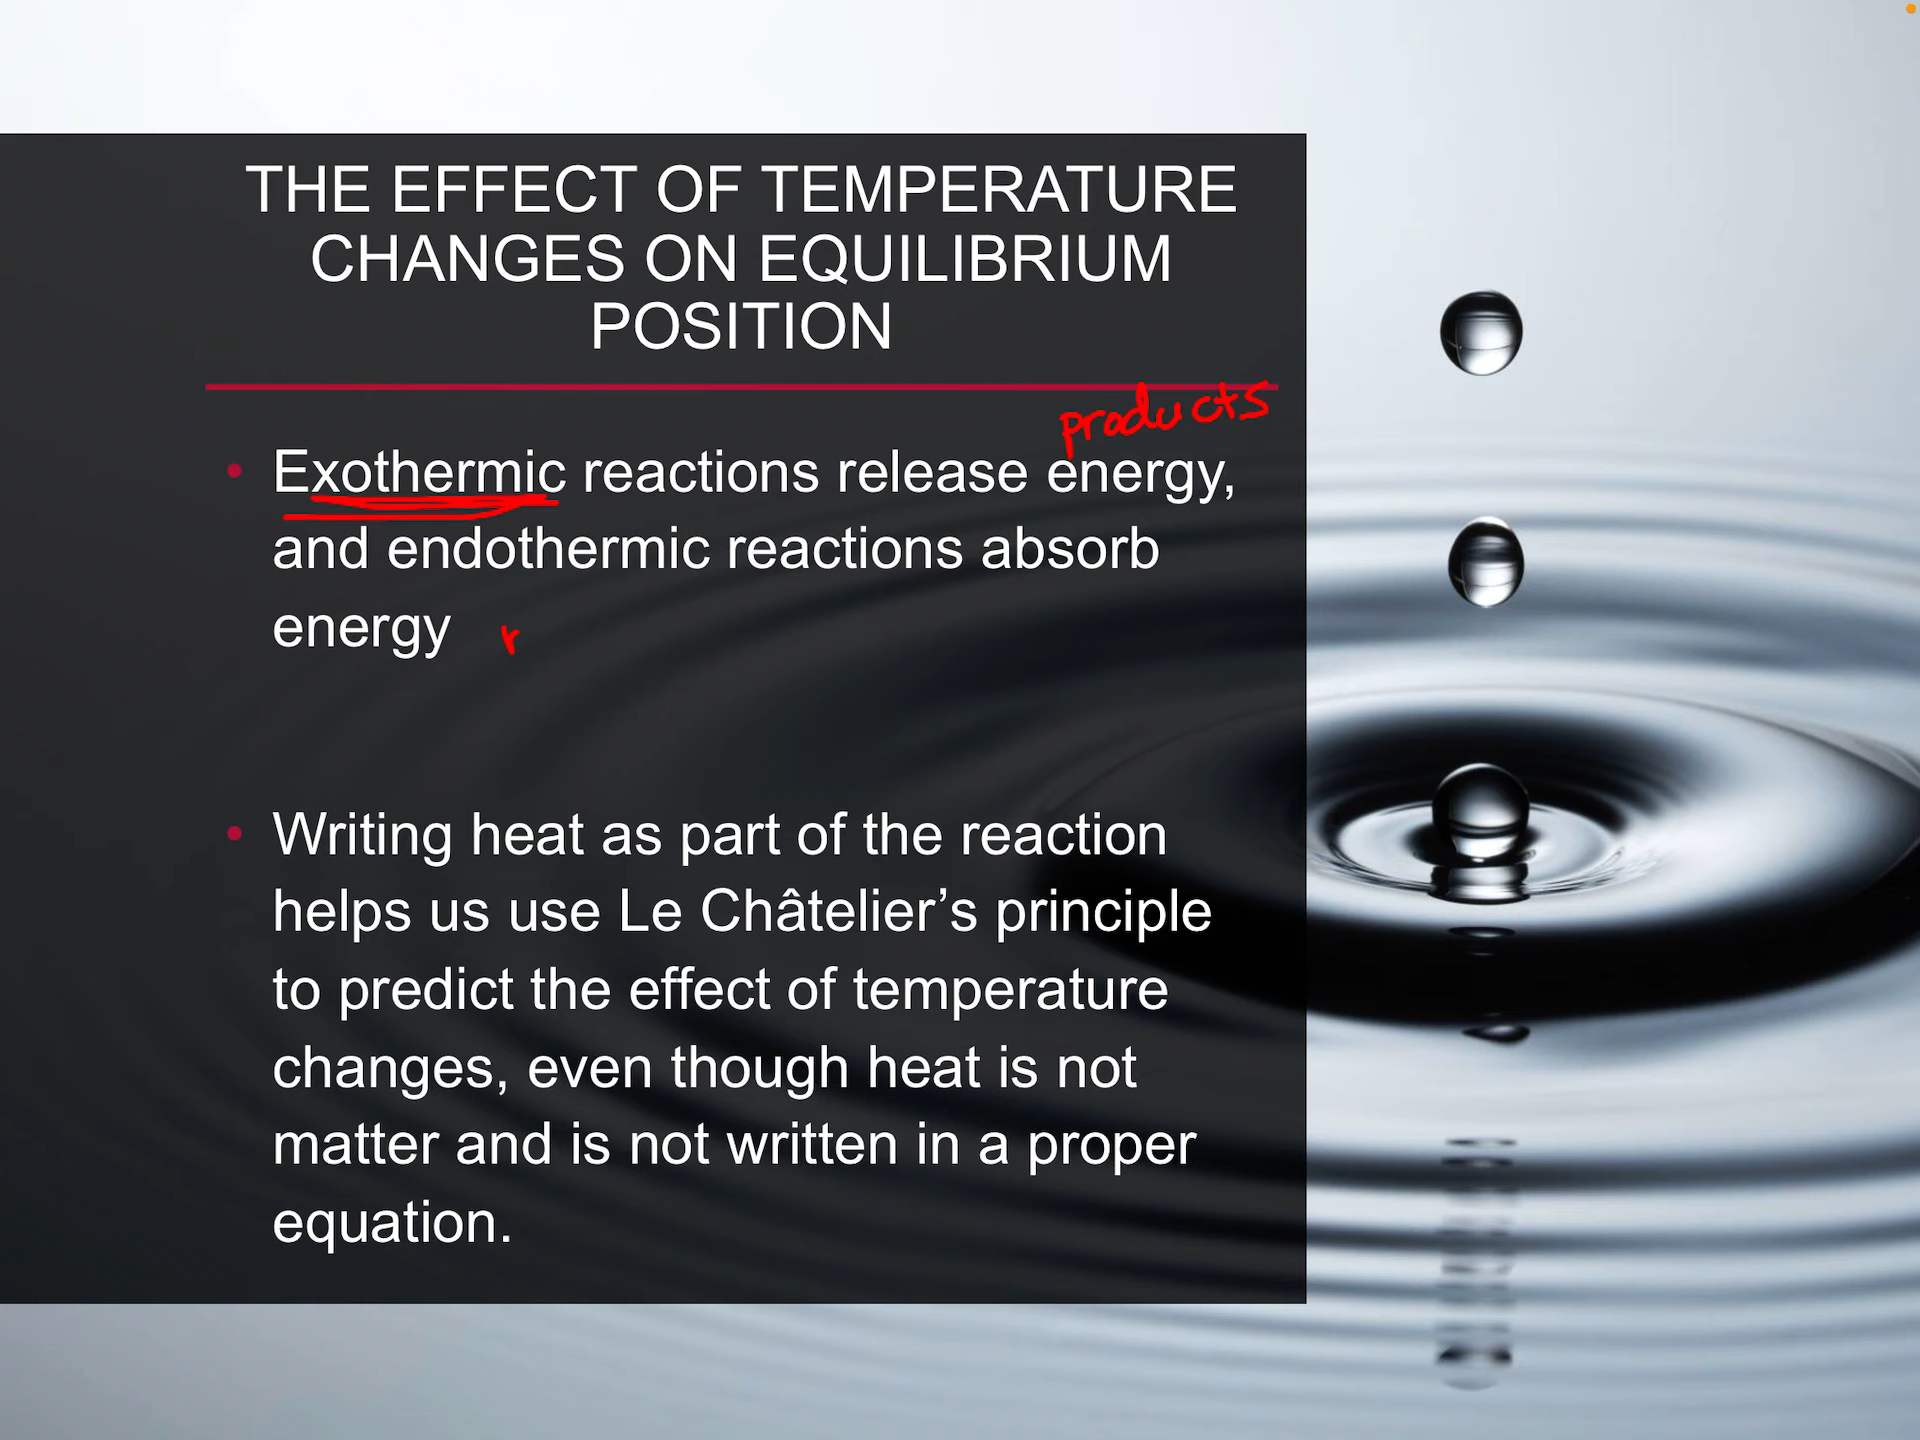 THE EFFECT OF TEMPERATURE
CHANGES ON EQUILIBRIUM
POSITION
products
• Exothermic reactions release energy,
and endothermic reactions absorb
energy r
• Writing heat as part of the reaction
helps us use Le Châtelier’s principle
to predict the effect of temperature
changes, even though heat is not
matter and is not written in a proper
equation.